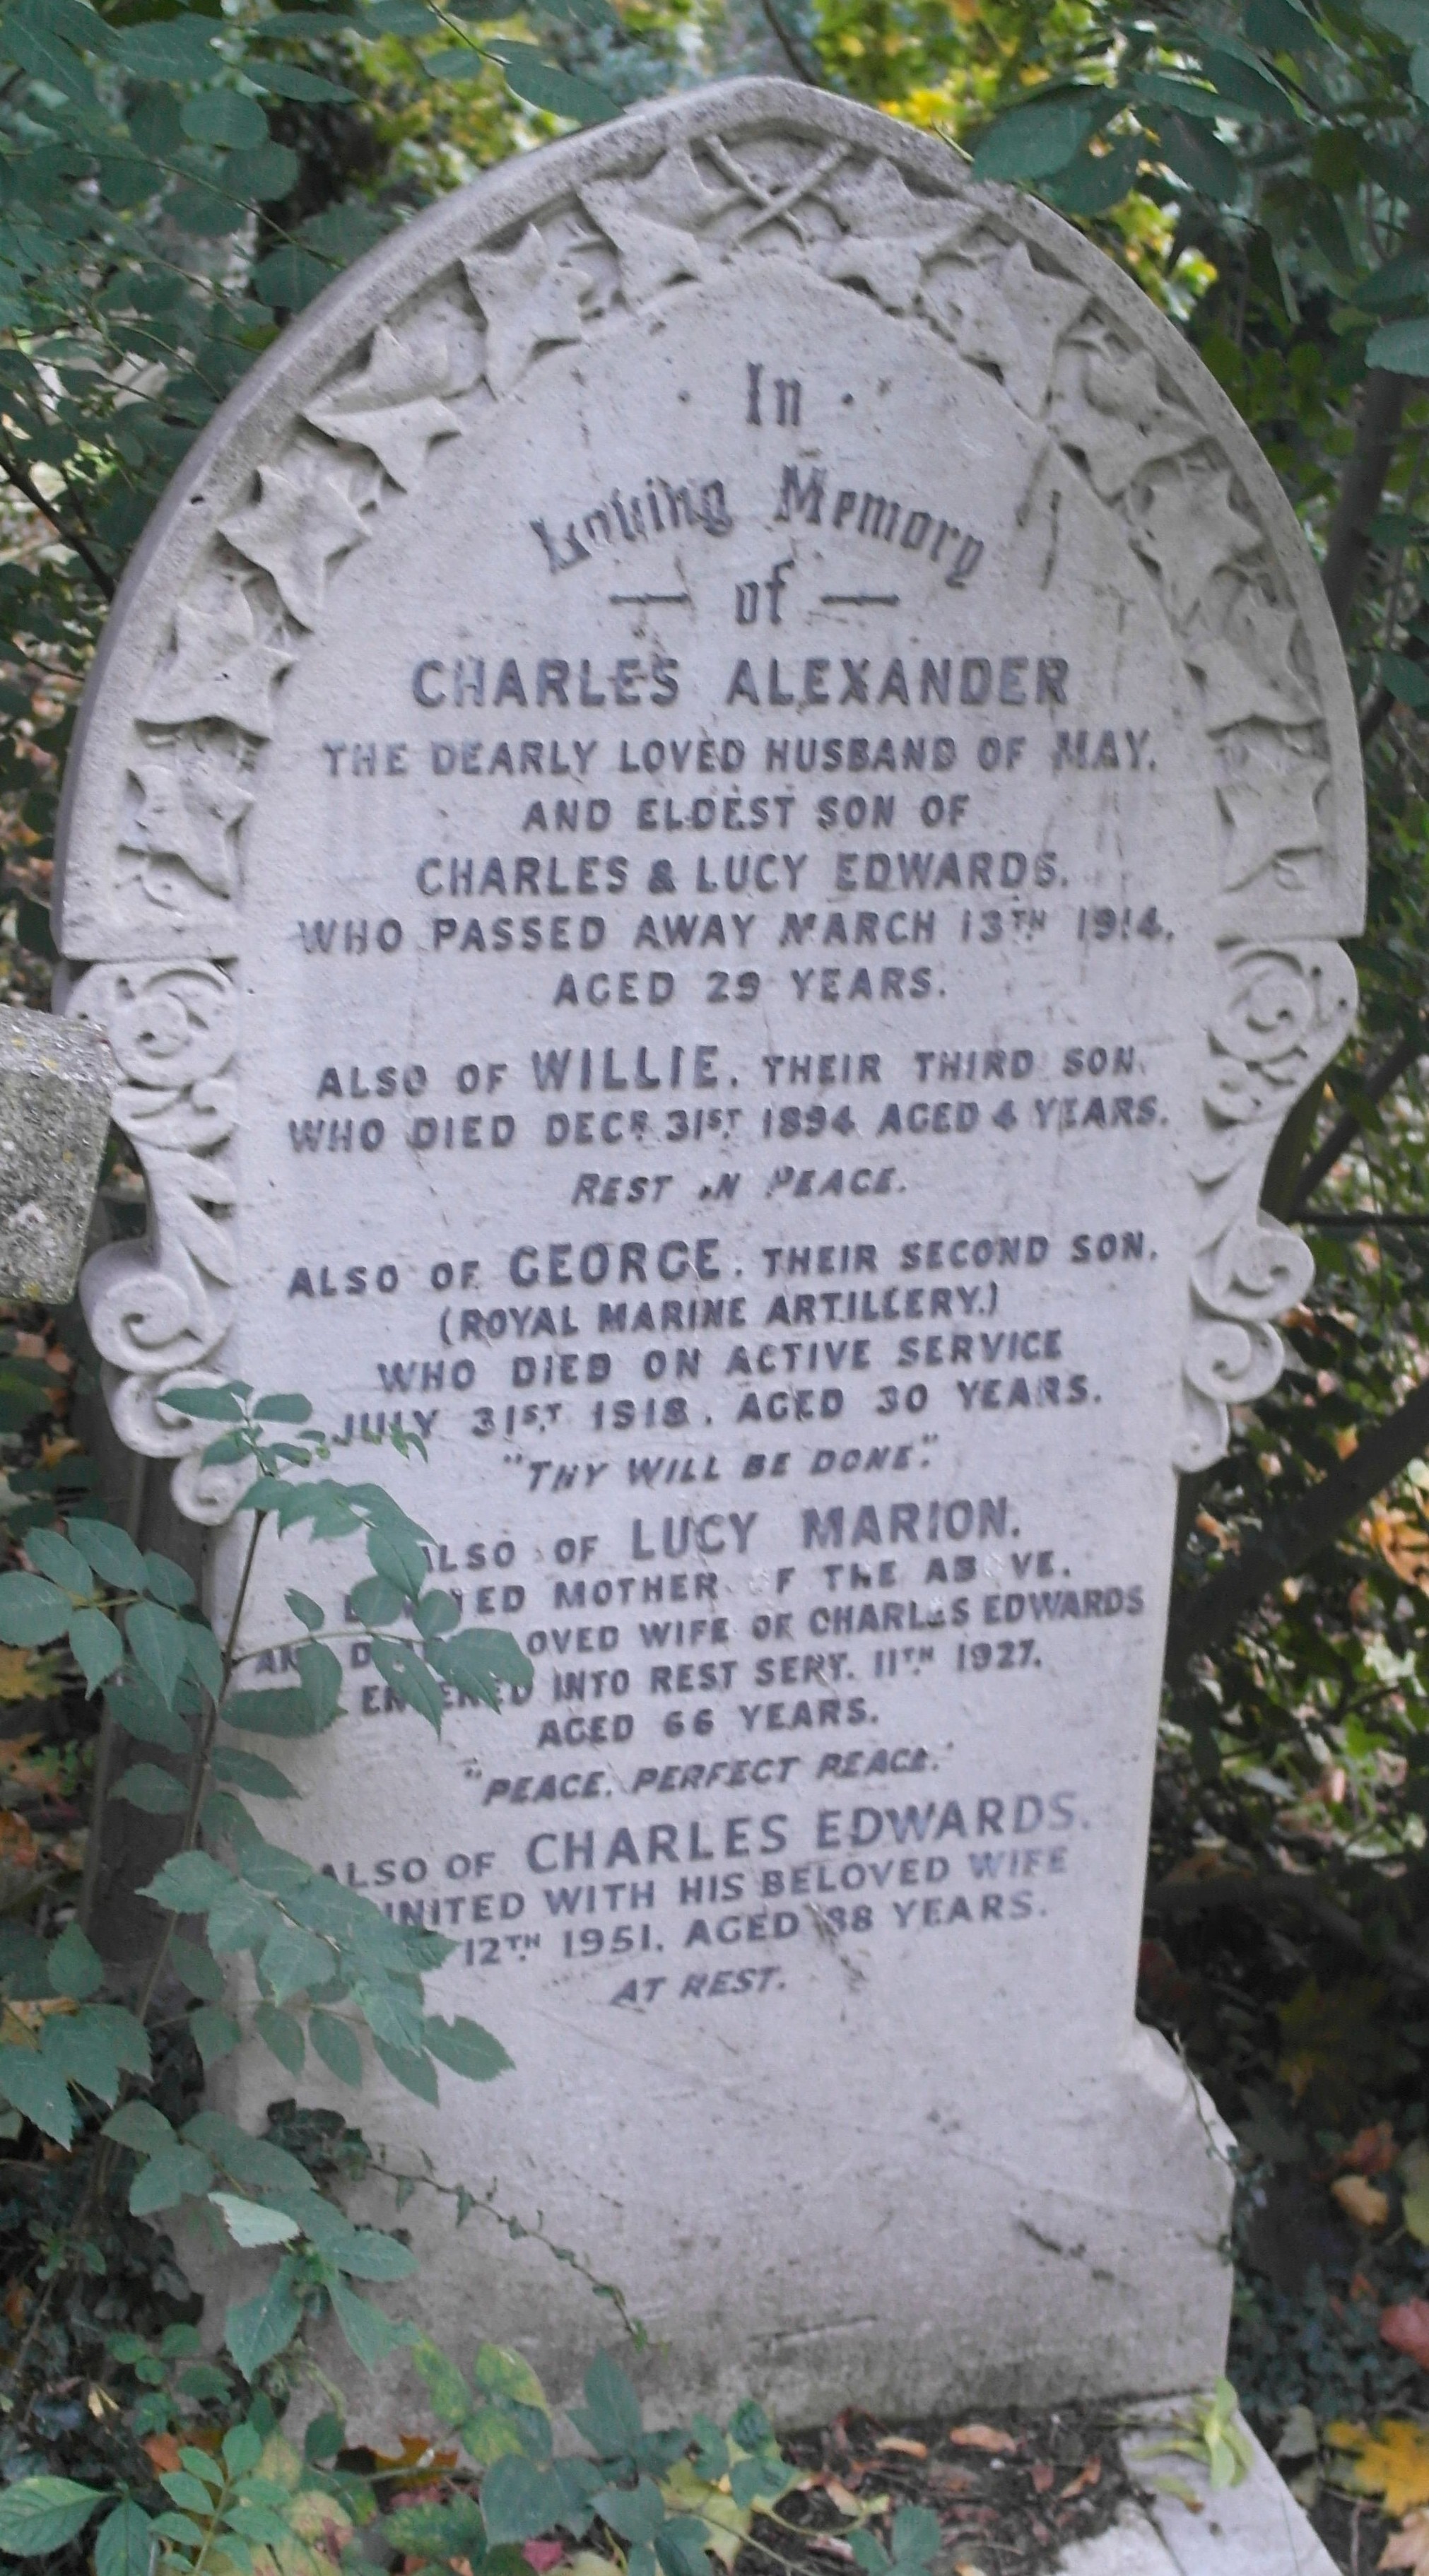 · In ·
Loving Memory
— of —
CHARLES ALEXANDER
THE DEARLY LOVED HUSBAND OF MAY.
AND ELDEST SON OF
CHARLES & LUCY EDWARDS.
WHO PASSED AWAY MARCH 13TH 1914,
AGED 29 YEARS.
ALSO OF WILLIE, THEIR THIRD SON,
WHO DIED DECR 31ST 1894 AGED 4 YEARS.
REST IN PEACE.
ALSO OF GEORGE, THEIR SECOND SON,
(ROYAL MARINE ARTILLERY.)
WHO DIED ON ACTIVE SERVICE
JULY 31ST 1918, AGED 30 YEARS.
"THY WILL BE DONE."
ALSO OF LUCY MARION,
MOTHER OF THE ABOVE,
AND LOVED WIFE OF CHARLES EDWARDS
ENTERED INTO REST SEPT. 11TH 1927,
AGED 66 YEARS.
"PEACE, PERFECT PEACE."
ALSO OF CHARLES EDWARDS,
WITH HIS BELOVED WIFE
12TH 1951, AGED 88 YEARS.
AT REST.